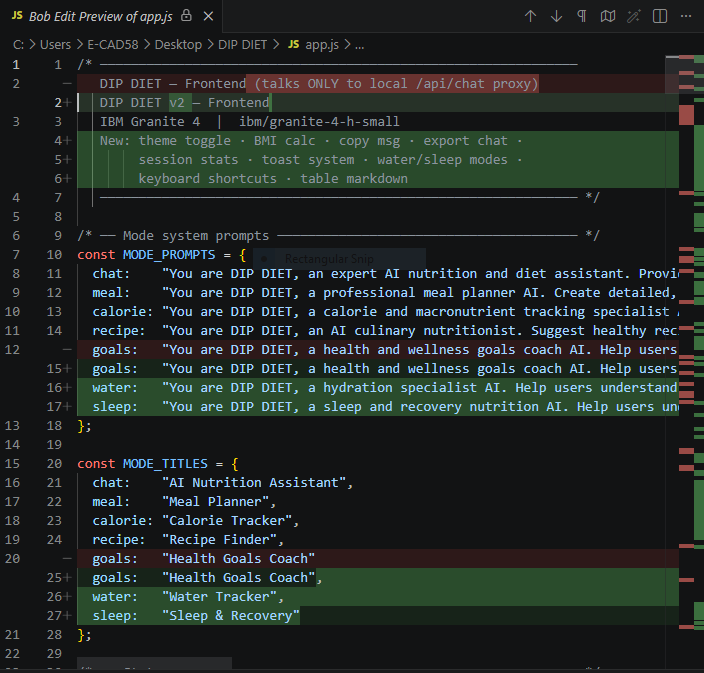 JS Bob Edit Preview of app.js
C: > Users > E-CAD58 > Desktop > DIP DIET > JS app.js > ...
1 1 /* ───────────────────────────
2 − DIP DIET — Frontend (talks ONLY to local /api/chat proxy)
2+ DIP DIET v2 — Frontend
3 3 IBM Granite 4 | ibm/granite-4-h-small
4+ New: theme toggle · BMI calc · copy msg · export chat ·
5+ session stats · toast system · water/sleep modes ·
6+ keyboard shortcuts · table markdown
4 7 ─────────────────────────── */
5 8
6 9 /* ── Mode system prompts ─────────────────── */
7 10 const MODE_PROMPTS = {
Rectangular Snip
8 11 chat: "You are DIP DIET, an expert AI nutrition and diet assistant. Provi
9 12 meal: "You are DIP DIET, a professional meal planner AI. Create detailed,
10 13 calorie: "You are DIP DIET, a calorie and macronutrient tracking specialist
11 14 recipe: "You are DIP DIET, an AI culinary nutritionist. Suggest healthy rec
12 − goals: "You are DIP DIET, a health and wellness goals coach AI. Help users
15+ goals: "You are DIP DIET, a health and wellness goals coach AI. Help users
16+ water: "You are DIP DIET, a hydration specialist AI. Help users understand
17+ sleep: "You are DIP DIET, a sleep and recovery nutrition AI. Help users un
13 18 };
14 19
15 20 const MODE_TITLES = {
16 21 chat: "AI Nutrition Assistant",
17 22 meal: "Meal Planner",
18 23 calorie: "Calorie Tracker",
19 24 recipe: "Recipe Finder",
20 − goals: "Health Goals Coach"
25+ goals: "Health Goals Coach",
26+ water: "Water Tracker",
27+ sleep: "Sleep & Recovery"
21 28 };
22 29